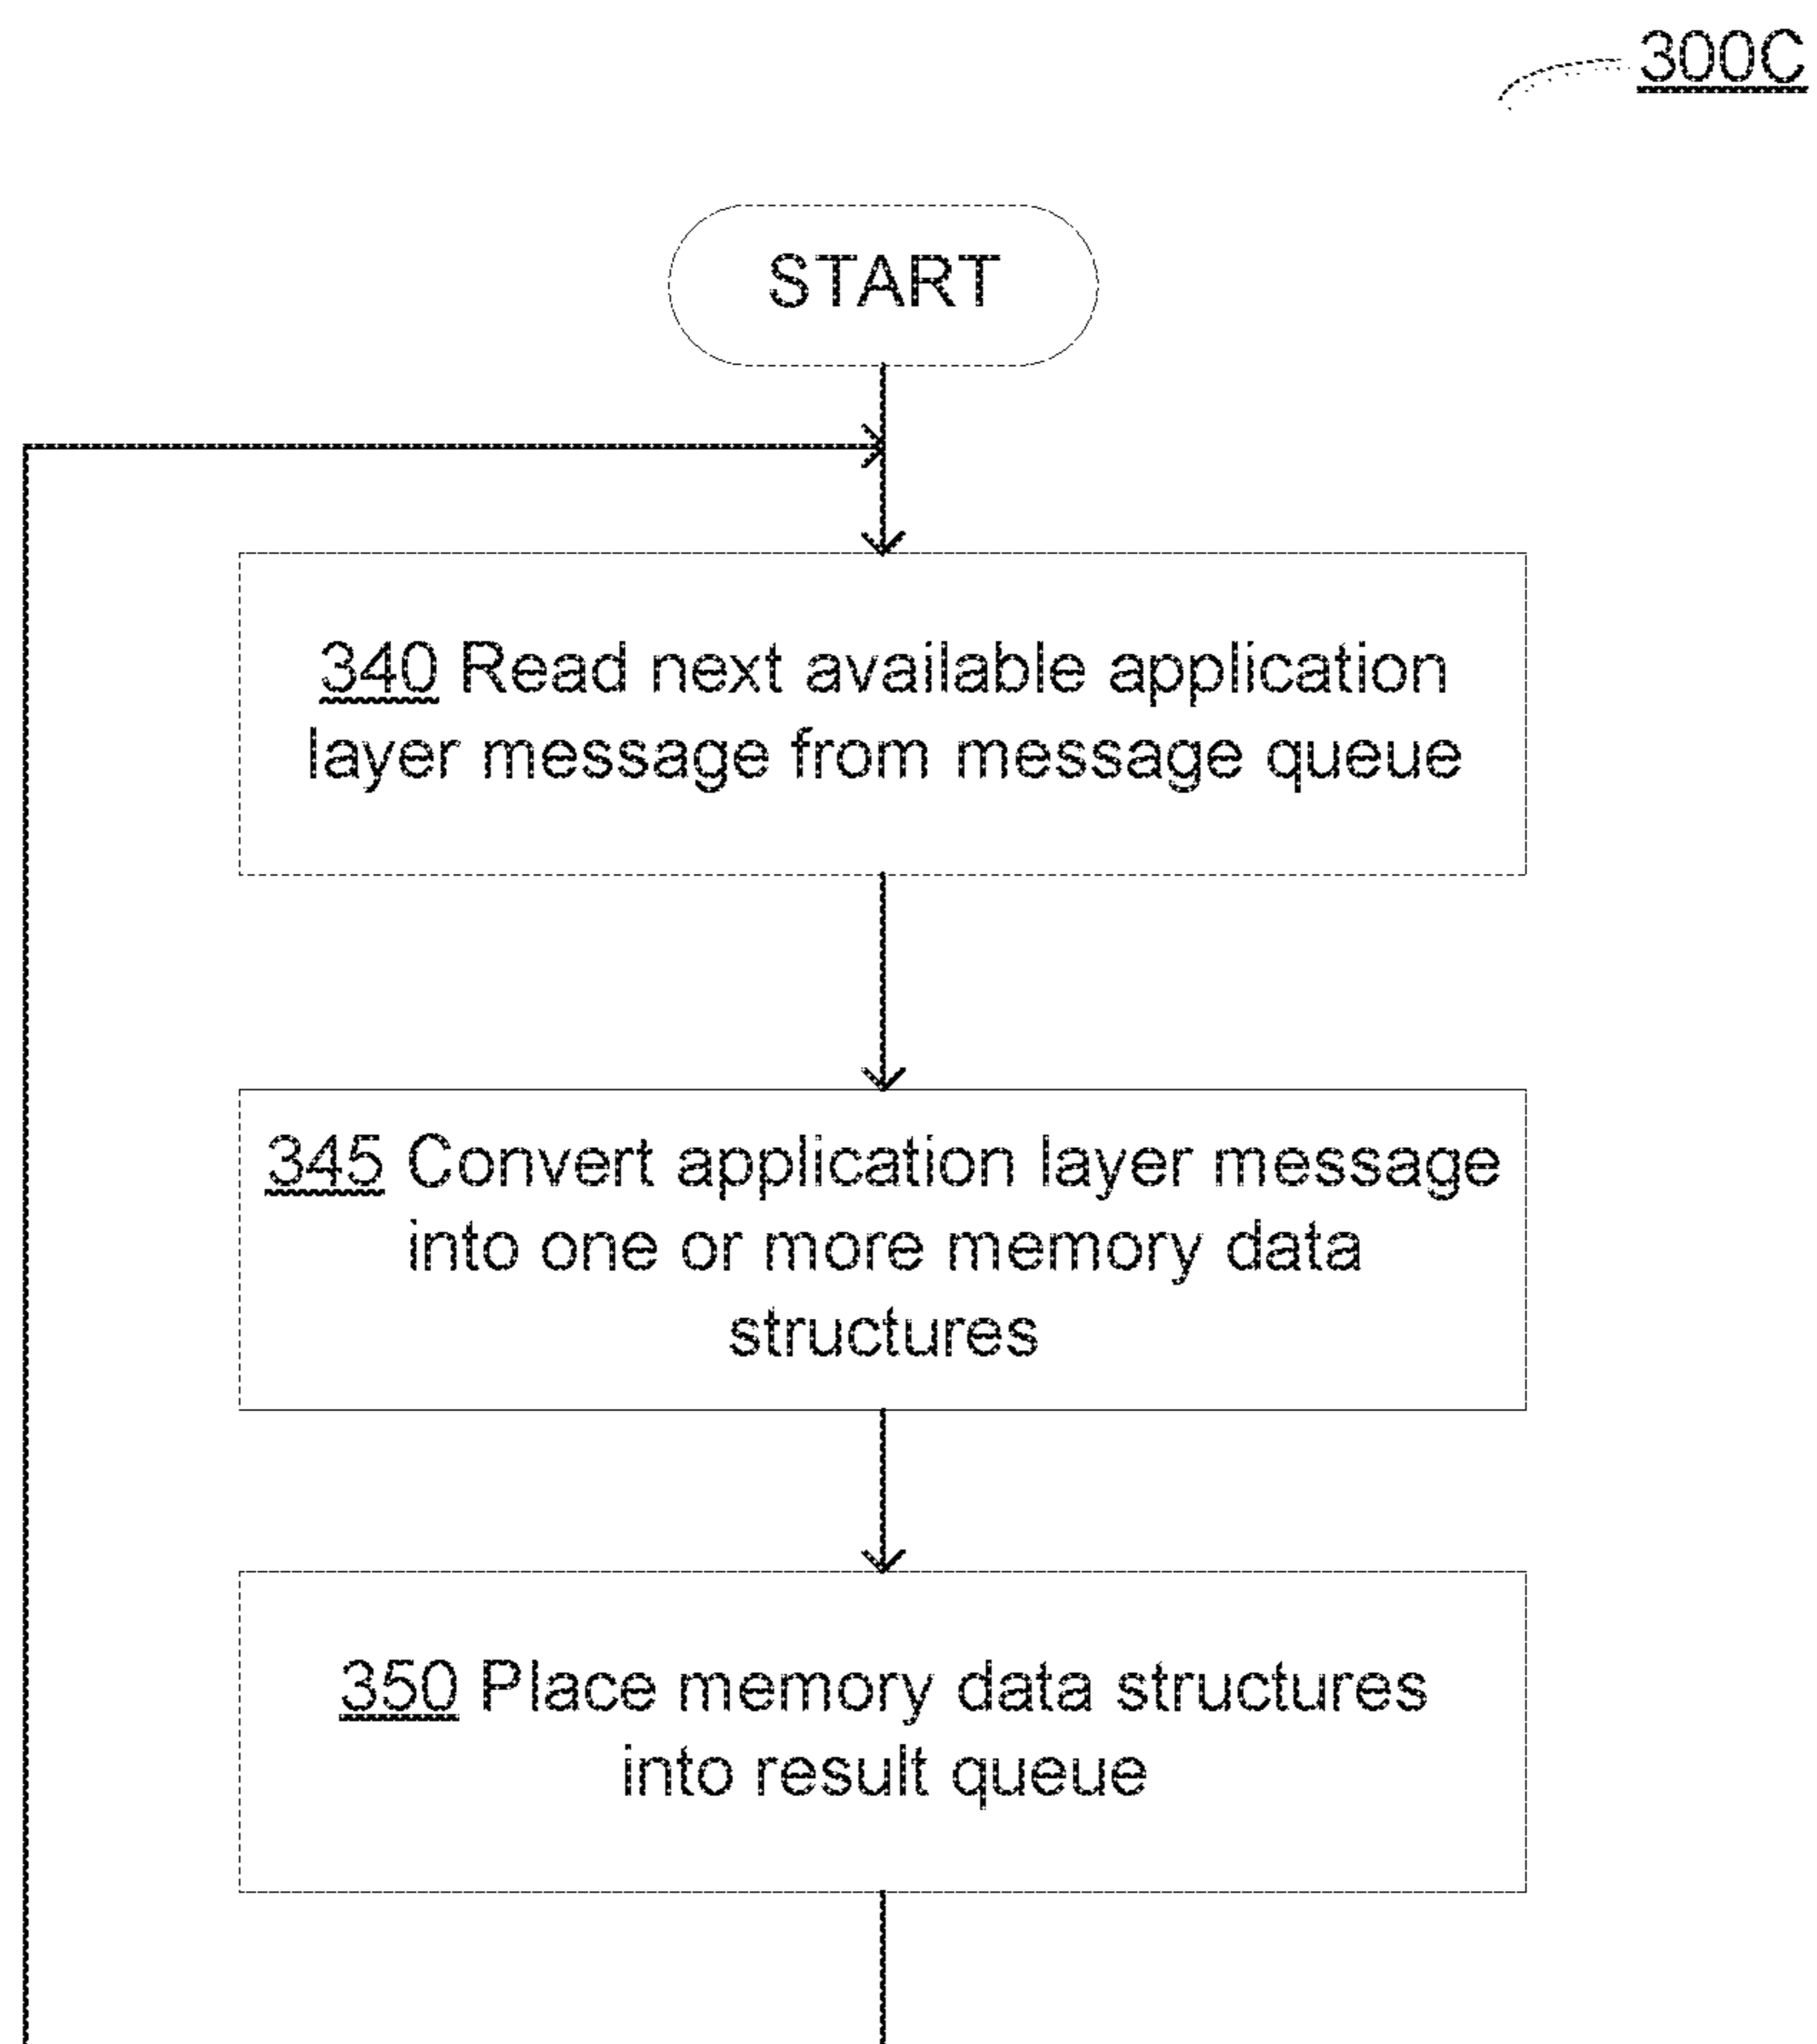 300C
START
340 Read next available application
layer message from message queue
345 Convert application layer message
into one or more memory data
structures
350 Place memory data structures
into result queue